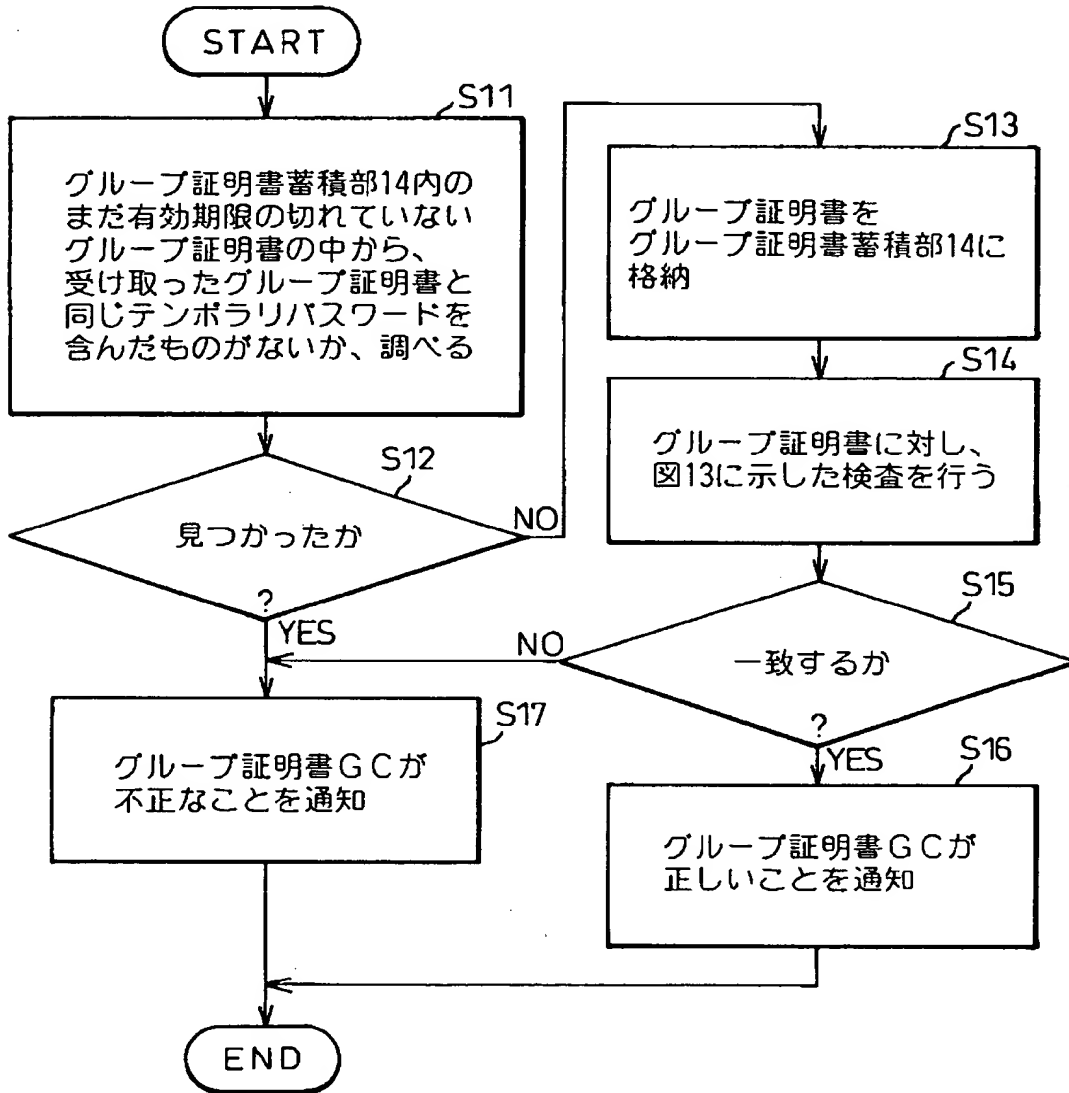 START
S11
グループ証明書蓄積部14内の
まだ有効期限の切れていない
グループ証明書の中から、
受け取ったグループ証明書と
同じテンポラリパスワードを
含んだものがないか、調べる
S12
見つかったか
?
NO
YES
S13
グループ証明書を
グループ証明書蓄積部14に
格納
S14
グループ証明書に対し、
図13に示した検査を行う
S15
一致するか
?
NO
YES
S16
グループ証明書GCが
正しいことを通知
S17
グループ証明書GCが
不正なことを通知
END